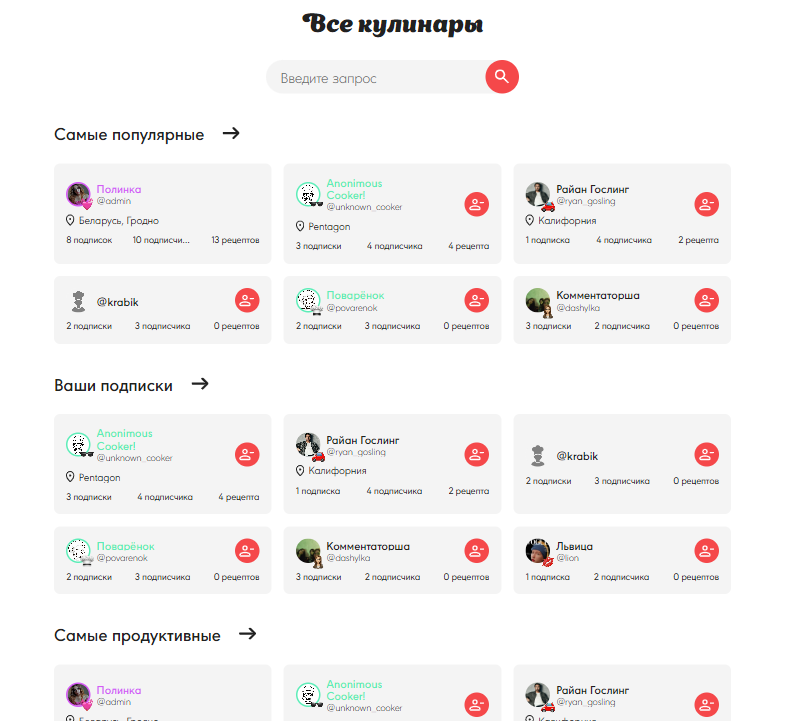 Все кулинары
Введите запрос
Самые популярные →
Полинка
@admin
Беларусь, Гродно
8 подписок 10 подписчи... 13 рецептов
Anonimous
Cooker!
@unknown_cooker
Pentagon
3 подписки 4 подписчика 4 рецепта
Райан Гослинг
@ryan_gosling
Калифорния
1 подписка 4 подписчика 2 рецепта
@krabik
2 подписки 3 подписчика 0 рецептов
Поварёнок
@povarenok
2 подписки 3 подписчика 0 рецептов
Комментаторша
@dashylka
3 подписки 2 подписчика 0 рецептов
Ваши подписки →
Anonimous
Cooker!
@unknown_cooker
Pentagon
3 подписки 4 подписчика 4 рецепта
Райан Гослинг
@ryan_gosling
Калифорния
1 подписка 4 подписчика 2 рецепта
@krabik
2 подписки 3 подписчика 0 рецептов
Поварёнок
@povarenok
2 подписки 3 подписчика 0 рецептов
Комментаторша
@dashylka
3 подписки 2 подписчика 0 рецептов
Львица
@lion
1 подписка 2 подписчика 0 рецептов
Самые продуктивные →
Полинка
@admin
Беларусь, Гродно
Anonimous
Cooker!
@unknown_cooker
Райан Гослинг
@ryan_gosling
Калифорния